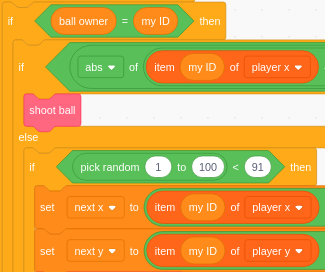 if ball owner = my ID then
if abs of item my ID of player x
shoot ball
else
if pick random 1 to 100 < 91 then
set next x to item my ID of player x
set next y to item my ID of player y